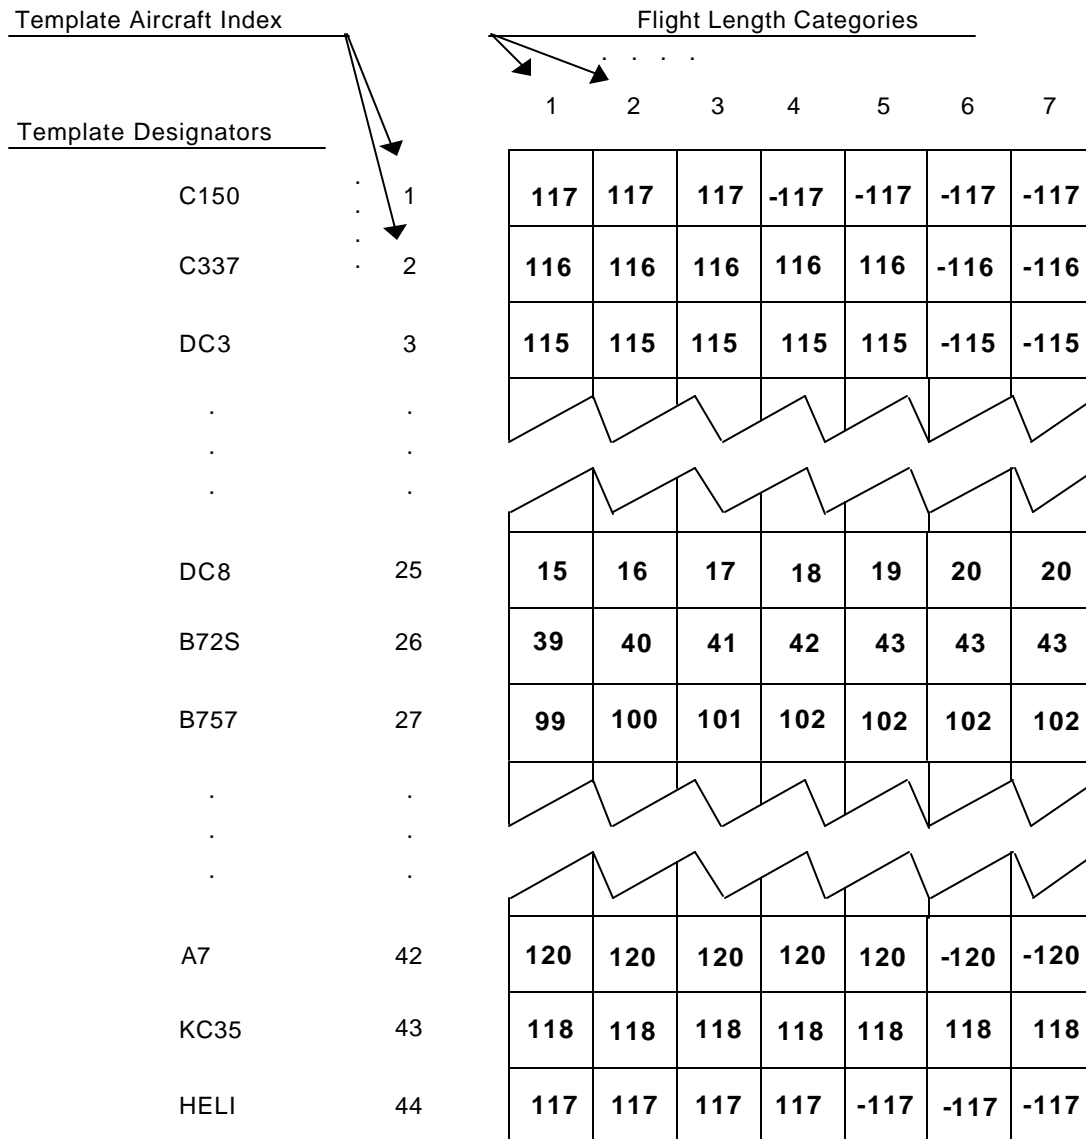 Template Aircraft Index Flight Length Categories
. . . .
1 2 3 4 5 6 7
Template Designators
C150 1 117 117 117 -117 -117 -117 -117
C337 2 116 116 116 116 116 -116 -116
DC3 3 115 115 115 115 115 -115 -115
. .
. .
. .
DC8 25 15 16 17 18 19 20 20
B72S 26 39 40 41 42 43 43 43
B757 27 99 100 101 102 102 102 102
. .
. .
. .
A7 42 120 120 120 120 120 -120 -120
KC35 43 118 118 118 118 118 118 118
HELI 44 117 117 117 117 -117 -117 -117